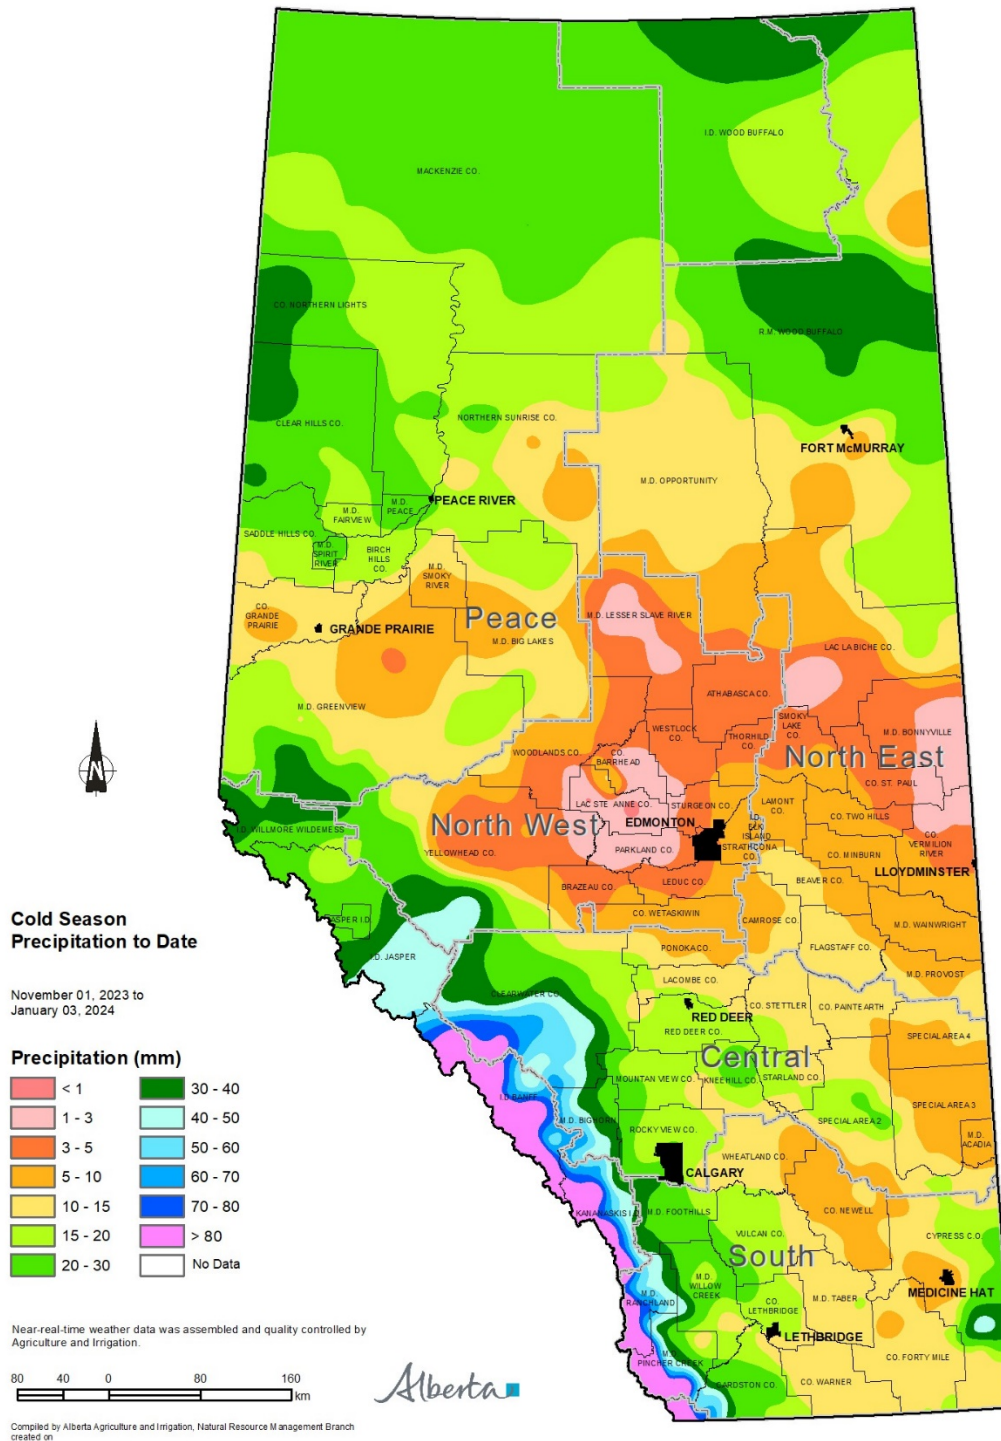 I.D. WOOD BUFFALO
MACKENZIE CO.
CO. NORTHERN LIGHTS
R.M. WOOD BUFFALO
CLEAR HILLS CO.
NORTHERN SUNRISE CO.
FORT McMURRAY
M.D. OPPORTUNITY
M.D.
PEACE
PEACE RIVER
M.D.
FAIRVIEW
SADDLE HILLS CO.
M.D.
SPIRIT
RIVER
BIRCH
HILLS
CO.
M.D.
SMOKY
RIVER
CO.
GRANDE
PRAIRIE
GRANDE PRAIRIE
Peace
M.D. LESSER SLAVE RIVER
M.D. BIG LAKES
LAC LA BICHE CO.
ATHABASCA CO.
M.D. GREENVIEW
SMOKY
LAKE
CO.
WESTLOCK
CO.
THORHILD
CO.
M.D. BONNYVILLE
WOODLANDS CO.
CO.
BARRHEAD
North East
CO. ST. PAUL
LAC STE ANNE CO.
STURGEON CO.
LAMONT
CO.
CO. TWO HILLS
I.D. WILLMORE WILDERNESS
North West
EDMONTON
I.D.
ELK
ISLAND
STRATHCONA
CO.
CO.
VERMILION
RIVER
YELLOWHEAD CO.
PARKLAND CO.
CO. MINBURN
LLOYDMINSTER
BRAZEAU CO.
LEDUC CO.
BEAVER CO.
CO. WETASKIWIN
CAMROSE CO.
M.D. WAINWRIGHT
Cold Season
Precipitation to Date
JASPER I.D.
PONOKA CO.
FLAGSTAFF CO.
I.D. JASPER
M.D. PROVOST
LACOMBE CO.
November 01, 2023 to
January 03, 2024
CLEARWATER CO.
CO. STETTLER
CO. PAINTEARTH
RED DEER
RED DEER CO.
SPECIAL AREA 4
Central
Precipitation (mm)
< 1
1 - 3
3 - 5
5 - 10
10 - 15
15 - 20
20 - 30
30 - 40
40 - 50
50 - 60
60 - 70
70 - 80
> 80
No Data
MOUNTAIN VIEW CO.
KNEEHILL CO.
STARLAND CO.
I.D. BANFF
M.D. BIGHORN
SPECIAL AREA 2
SPECIAL AREA 3
ROCKY VIEW CO.
M.D.
ACADIA
WHEATLAND CO.
CALGARY
KANANASKIS I.D.
M.D. FOOTHILLS
CO. NEWELL
VULCAN CO.
CYPRESS CO.
South
M.D.
WILLOW
CREEK
MEDICINE HAT
M.D.
RANCHLAND
CO.
LETHBRIDGE
M.D. TABER
LETHBRIDGE
M.D.
PINCHER CREEK
CO. FORTY MILE
CARDSTON CO.
CO. WARNER
Near-real-time weather data was assembled and quality controlled by
Agriculture and Irrigation.
80 40 0 80 160
km
Alberta
Compiled by Alberta Agriculture and Irrigation, Natural Resource Management Branch
created on
N